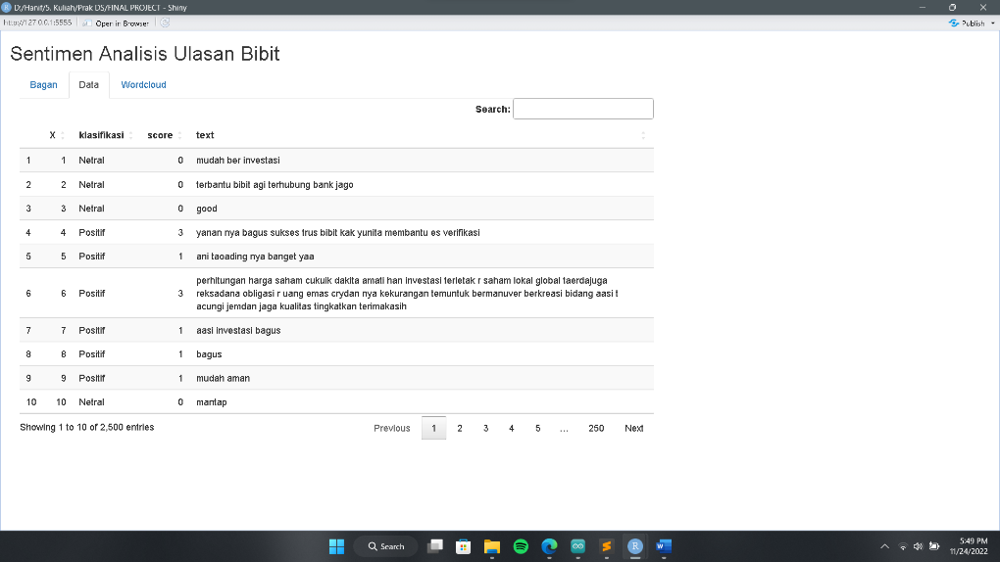 D:/Hanif/5. Kuliah/Prak DS/FINAL PROJECT - Shiny
http://127.0.0.1:5555 Open in Browser Publish
Sentimen Analisis Ulasan Bibit
Bagan Data Wordcloud
Search:
X klasifikasi score text
1 1 Netral 0 mudah ber investasi
2 2 Netral 0 terbantu bibit agi terhubung bank jago
3 3 Netral 0 good
4 4 Positif 3 yanan nya bagus sukses trus bibit kak yunita membantu es verifikasi
5 5 Positif 1 ani taoading nya banget yaa
6 6 Positif 3 perhitungan harga saham cukuik dakita amati han investasi terletak r saham lokal global taerdajuga
reksadana obligasi r uang emas crydan nya kekurangan temuntuk bermanuver berkreasi bidang aasi t
acungi jemdan jaga kualitas tingkatkan terimakasih
7 7 Positif 1 aasi investasi bagus
8 8 Positif 1 bagus
9 9 Positif 1 mudah aman
10 10 Netral 0 mantap
Showing 1 to 10 of 2,500 entries
Previous 1 2 3 4 5 ... 250 Next
Search
5:49 PM
11/24/2022